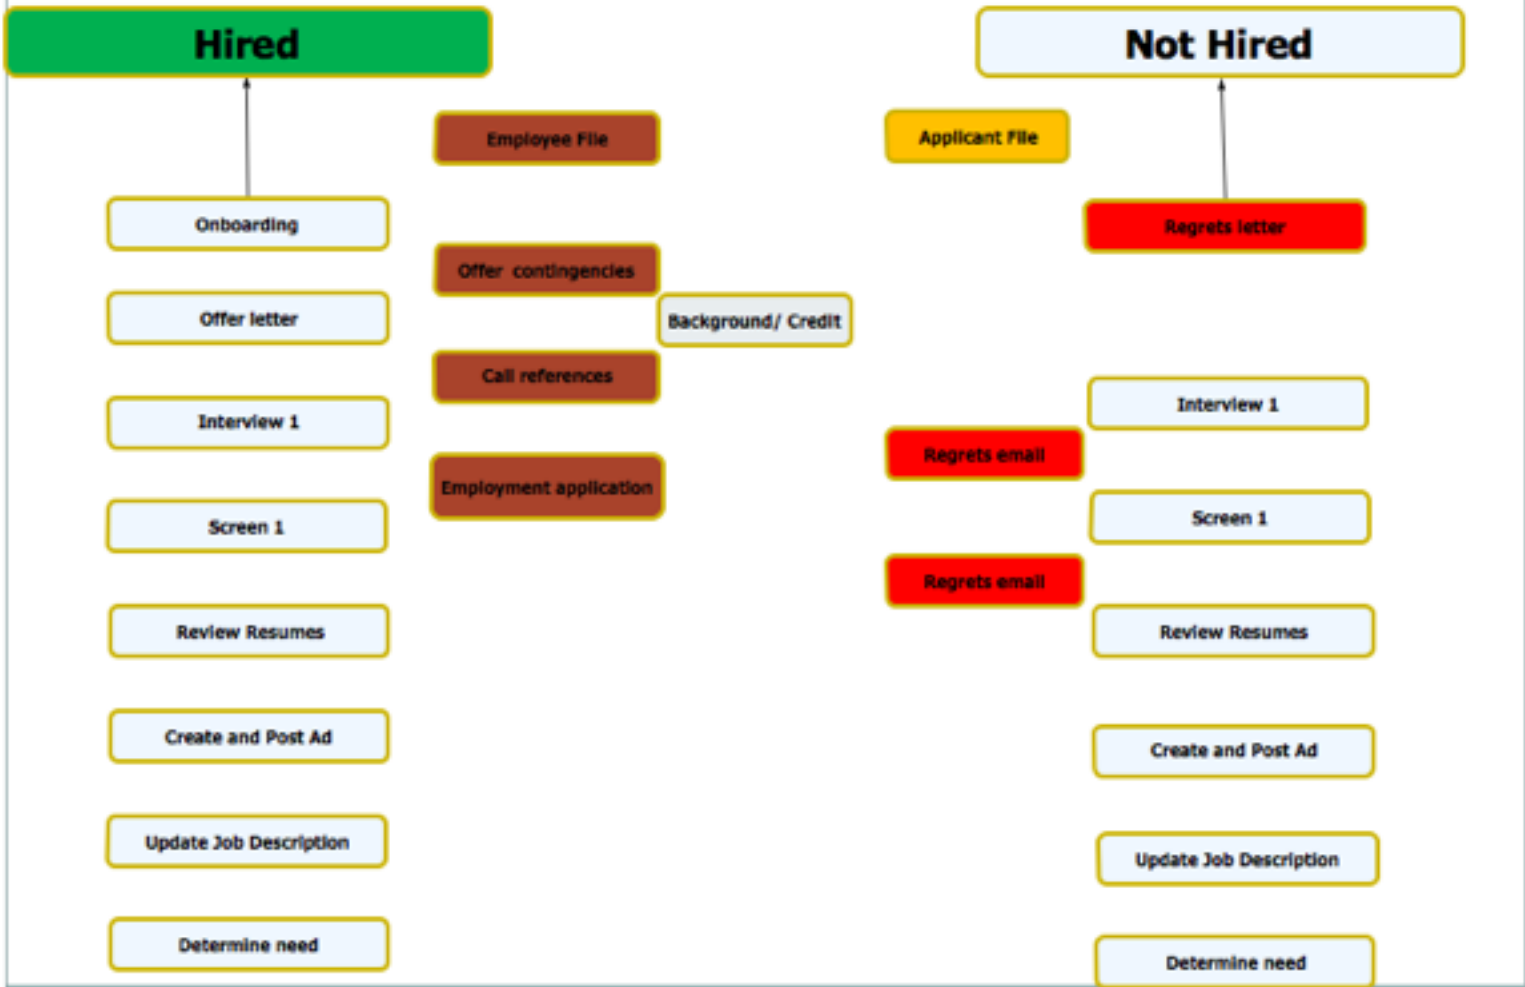 Hired
Not Hired
Employee File
Applicant File
Onboarding
Regrets letter
Offer contingencies
Offer letter
Background/ Credit
Call references
Interview 1
Interview 1
Regrets email
Employment application
Screen 1
Screen 1
Regrets email
Review Resumes
Review Resumes
Create and Post Ad
Create and Post Ad
Update Job Description
Update Job Description
Determine need
Determine need